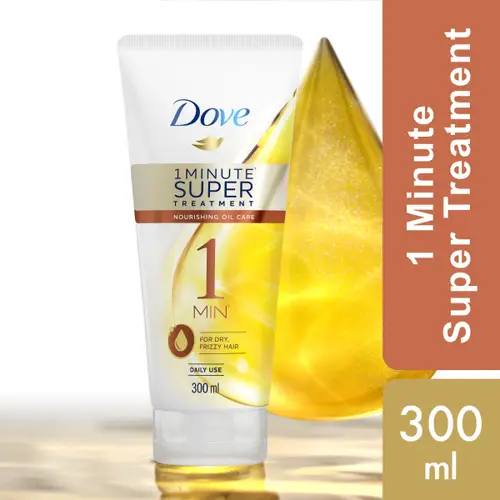 Dove
1 MINUTE*
SUPER
TREATMENT
NOURISHING OIL CARE
1
MIN*
FOR DRY,
FRIZZY HAIR
DAILY USE
300 ml
1 Minute
Super Treatment
300
ml